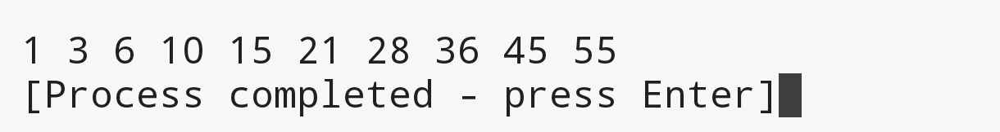 1 3 6 10 15 21 28 36 45 55
[Process completed - press Enter]